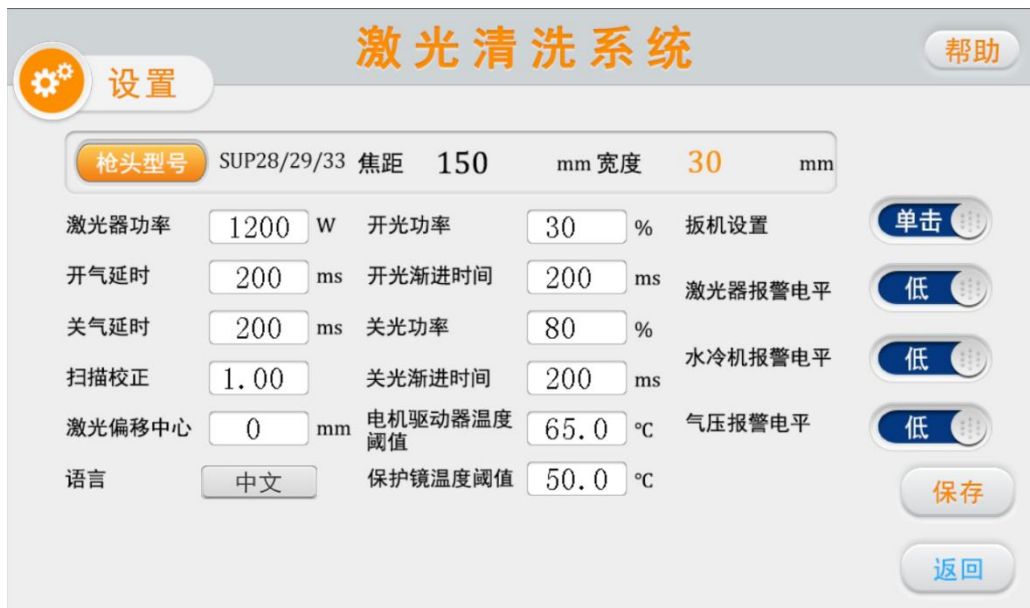 激光清洗系统
帮助
设置
枪头型号 SUP28/29/33 焦距 150 mm 宽度 30 mm
激光器功率 1200 W 开光功率 30 % 扳机设置 单击
开气延时 200 ms 开光渐进时间 200 ms 激光器报警电平 低
关气延时 200 ms 关光功率 80 %
扫描校正 1.00 关光渐进时间 200 ms 水冷机报警电平 低
激光偏移中心 0 mm 电机驱动器温度
阈值 65.0 ℃ 气压报警电平 低
语言 中文 保护镜温度阈值 50.0 ℃
保存
返回